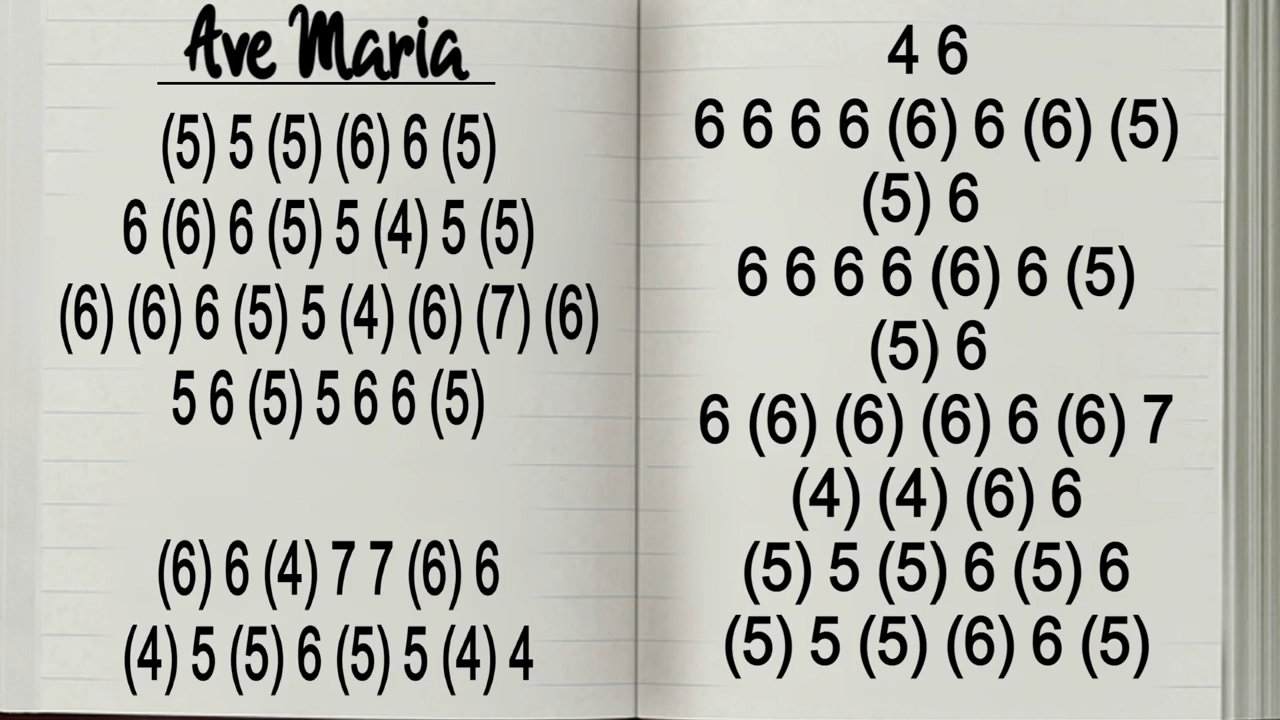 Ave Maria
(5) 5 (5) (6) 6 (5)
6 (6) 6 (5) 5 (4) 5 (5)
(6) (6) 6 (5) 5 (4) (6) (7) (6)
5 6 (5) 5 6 6 (5)
(6) 6 (4) 7 7 (6) 6
(4) 5 (5) 6 (5) 5 (4) 4
4 6
6 6 6 6 (6) 6 (6) (5)
(5) 6
6 6 6 6 (6) 6 (5)
(5) 6
6 (6) (6) (6) 6 (6) 7
(4) (4) (6) 6
(5) 5 (5) 6 (5) 6
(5) 5 (5) (6) 6 (5)